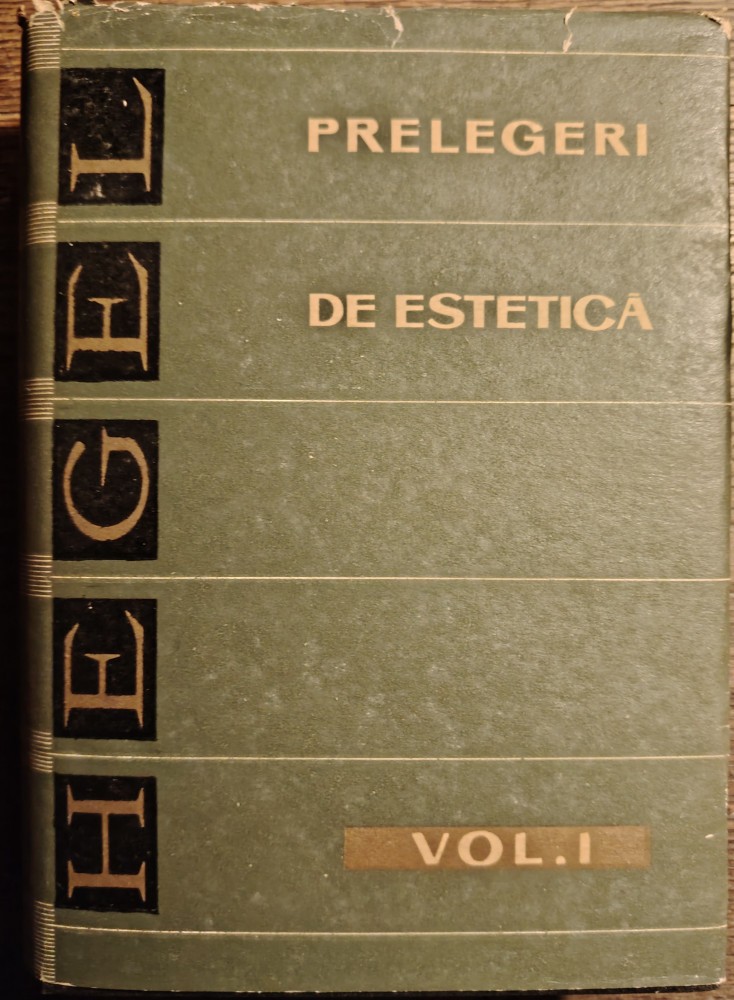 HEGEL
PRELEGERI
DE ESTETICĂ
VOL. I